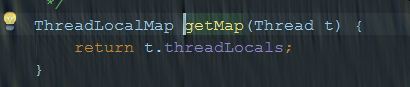 */
ThreadLocalMap getMap(Thread t) {
return t.threadLocals;
}